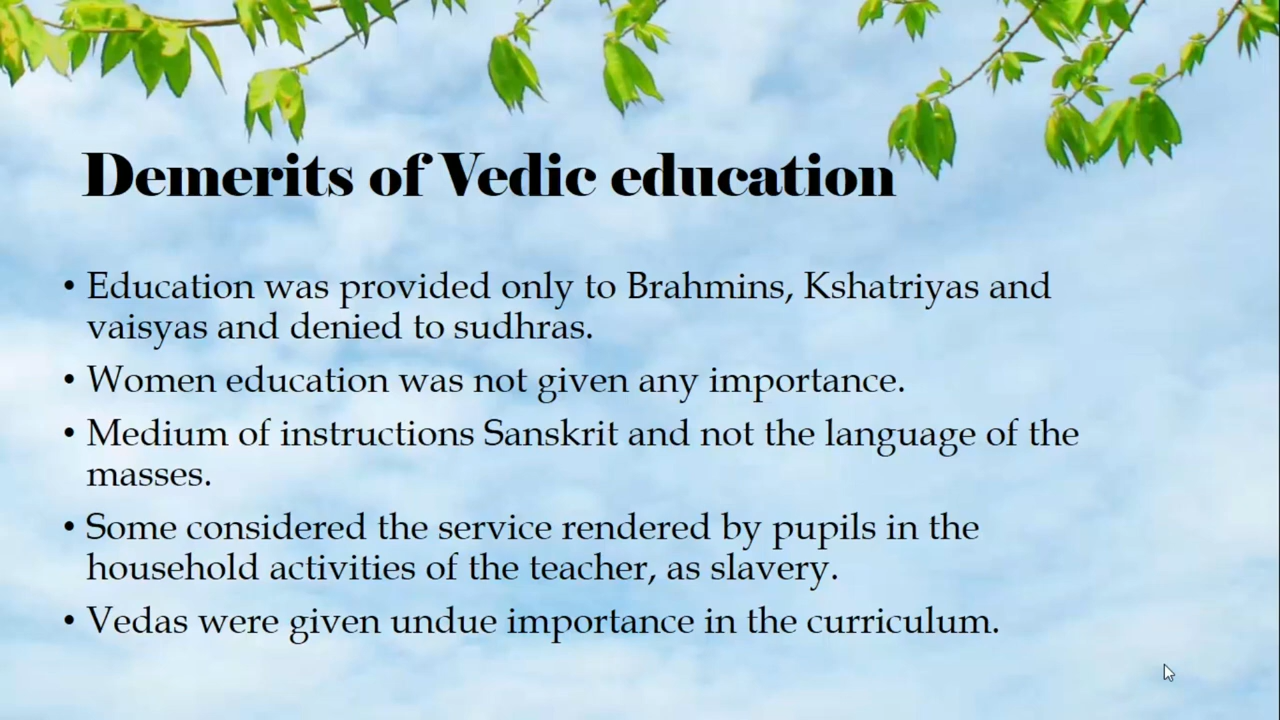 Demerits of Vedic education
• Education was provided only to Brahmins, Kshatriyas and
vaisyas and denied to sudhras.
• Women education was not given any importance.
• Medium of instructions Sanskrit and not the language of the
masses.
• Some considered the service rendered by pupils in the
household activities of the teacher, as slavery.
• Vedas were given undue importance in the curriculum.